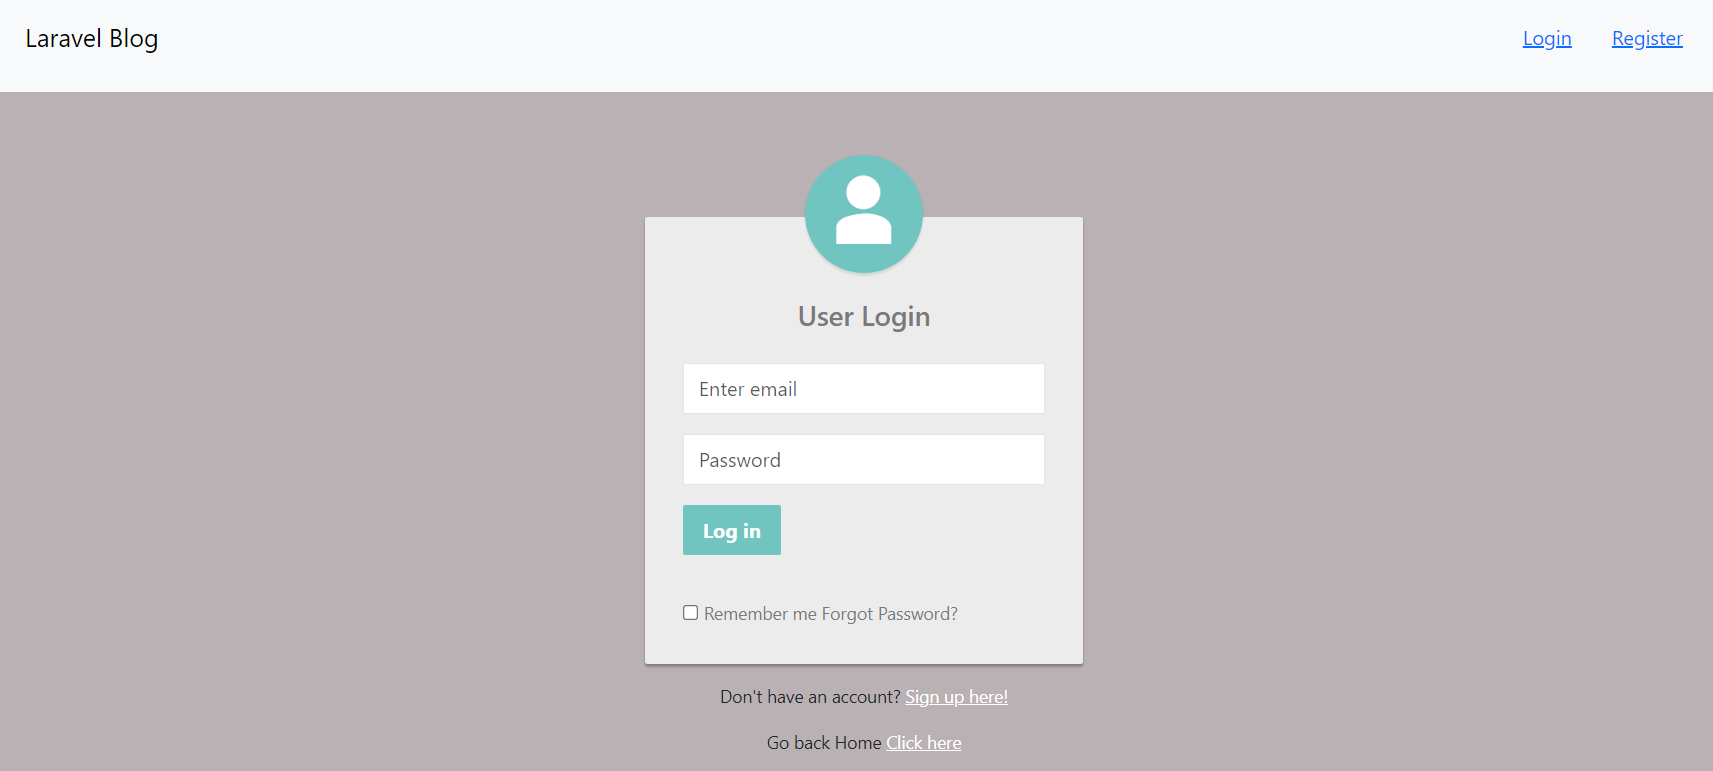 Laravel Blog
Login
Register
User Login
Enter email
Password
Log in
Remember me Forgot Password?
Don't have an account? Sign up here!
Go back Home Click here